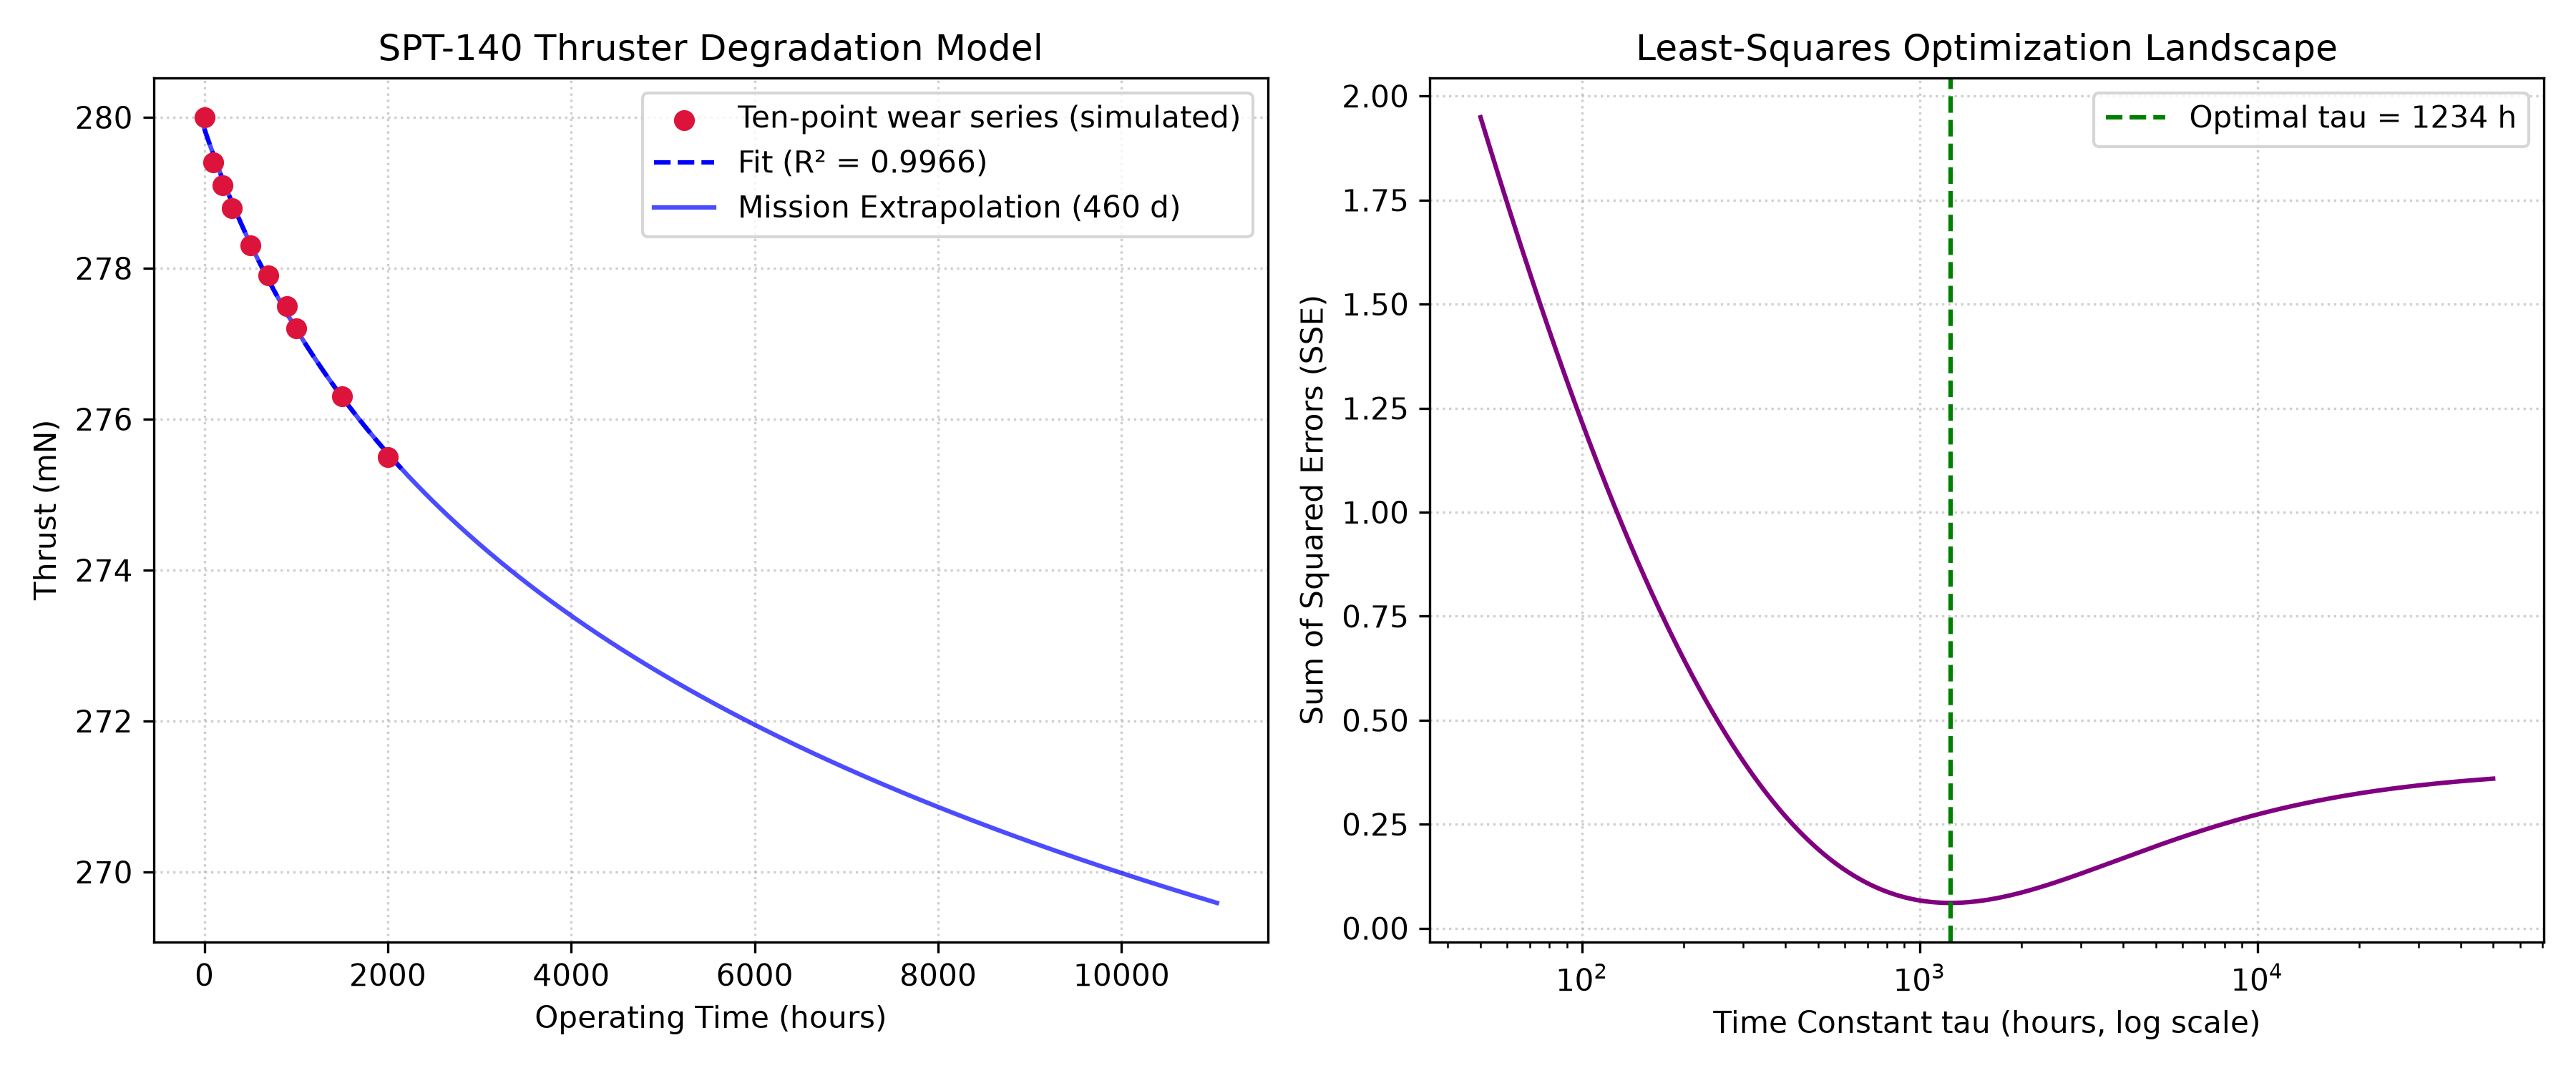 SPT-140 Thruster Degradation Model
Ten-point wear series (simulated)
Fit (R² = 0.9966)
Mission Extrapolation (460 d)
280
278
276
274
272
270
Thrust (mN)
0 2000 4000 6000 8000 10000
Operating Time (hours)
Least-Squares Optimization Landscape
Optimal tau = 1234 h
2.00
1.75
1.50
1.25
1.00
0.75
0.50
0.25
0.00
Sum of Squared Errors (SSE)
10² 10³ 10⁴
Time Constant tau (hours, log scale)